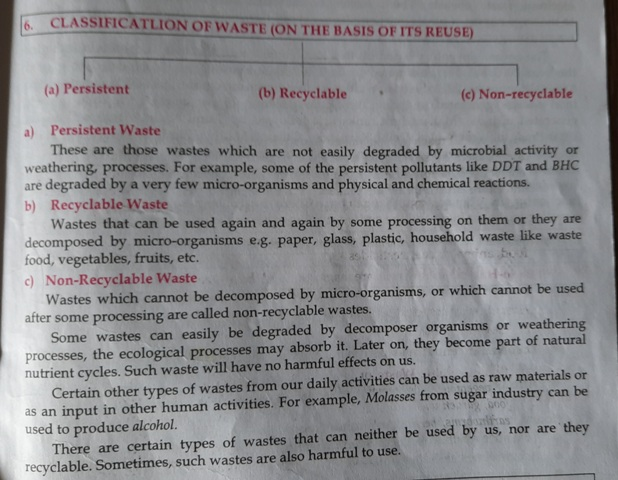 6. CLASSIFICATLION OF WASTE (ON THE BASIS OF ITS REUSE)
(a) Persistent
(b) Recyclable
(c) Non-recyclable
a) Persistent Waste
These are those wastes which are not easily degraded by microbial activity or
weathering, processes. For example, some of the persistent pollutants like DDT and BHC
are degraded by a very few micro-organisms and physical and chemical reactions.
b) Recyclable Waste
Wastes that can be used again and again by some processing on them or they are
decomposed by micro-organisms e.g. paper, glass, plastic, household waste like waste
food, vegetables, fruits, etc.
c) Non-Recyclable Waste
Wastes which cannot be decomposed by micro-organisms, or which cannot be used
after some processing are called non-recyclable wastes.
Some wastes can easily be degraded by decomposer organisms or weathering
processes, the ecological processes may absorb it. Later on, they become part of natural
nutrient cycles. Such waste will have no harmful effects on us.
Certain other types of wastes from our daily activities can be used as raw materials or
as an input in other human activities. For example, Molasses from sugar industry can be
used to produce alcohol.
There are certain types of wastes that can neither be used by us, nor are they
recyclable. Sometimes, such wastes are also harmful to use.